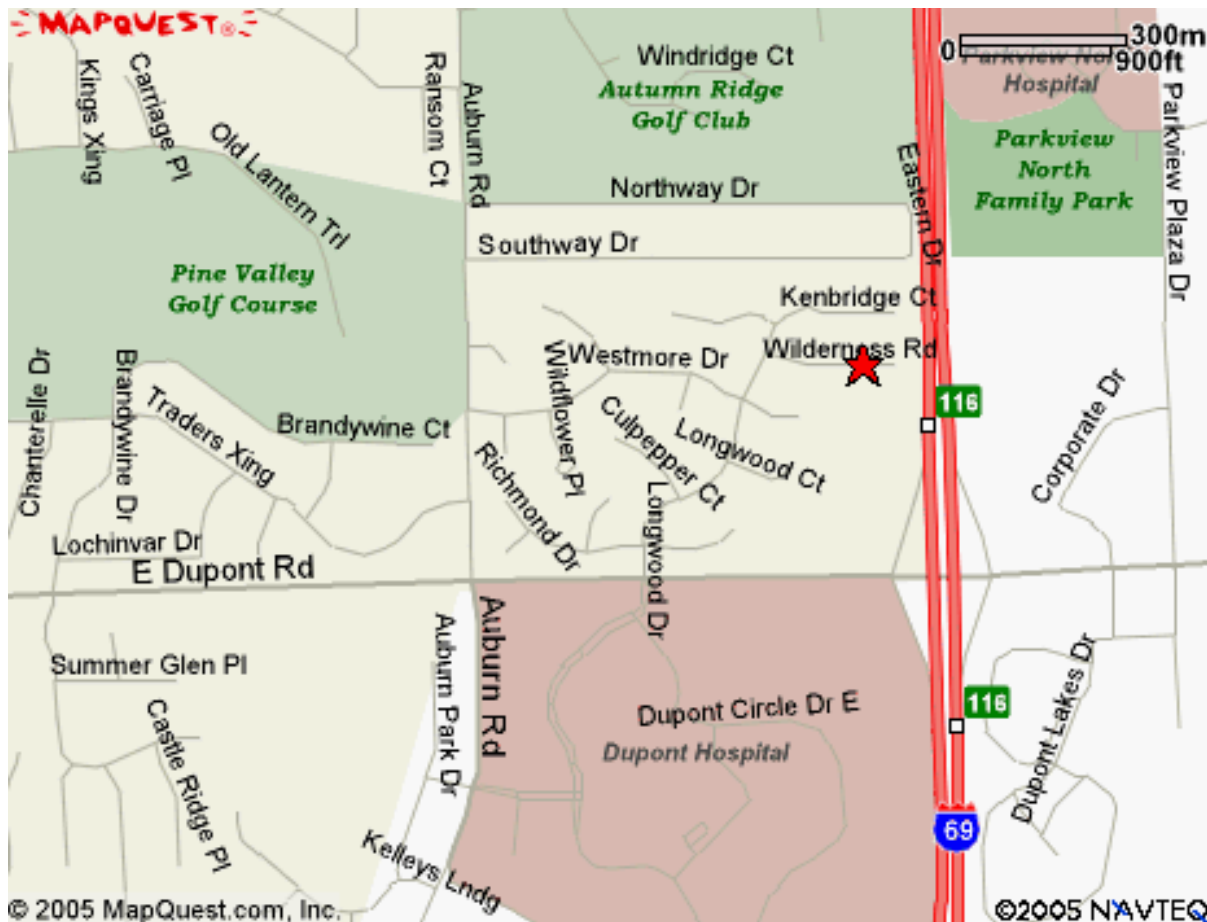 MAPQUEST®
Kings Xing
Carriage Pl
Old Lantern Trl
Ransom Ct
Auburn Rd
Windridge Ct
Autumn Ridge
Golf Club
0
300m
900ft
Parkview Nor
Hospital
Parkview
North
Family Park
Parkview Plaza Dr
Eastern Dr
Northway Dr
Southway Dr
Pine Valley
Golf Course
Kenbridge Ct
Wilderness Rd
Westmore Dr
Wildflower Pl
Culpepper Ct
Longwood Ct
116
Corporate Dr
Chanterelle Dr
Brandywine Dr
Traders Xing
Brandywine Ct
Richmond Dr
Longwood Dr
Lochinvar Dr
E Dupont Rd
Auburn Rd
Auburn Park Dr
Summer Glen Pl
Castle Ridge Pl
Dupont Circle Dr E
Dupont Hospital
116
Dupont Lakes Dr
69
Kelleys Lndg
© 2005 MapQuest.com, Inc.
©2005 NAVTEQ